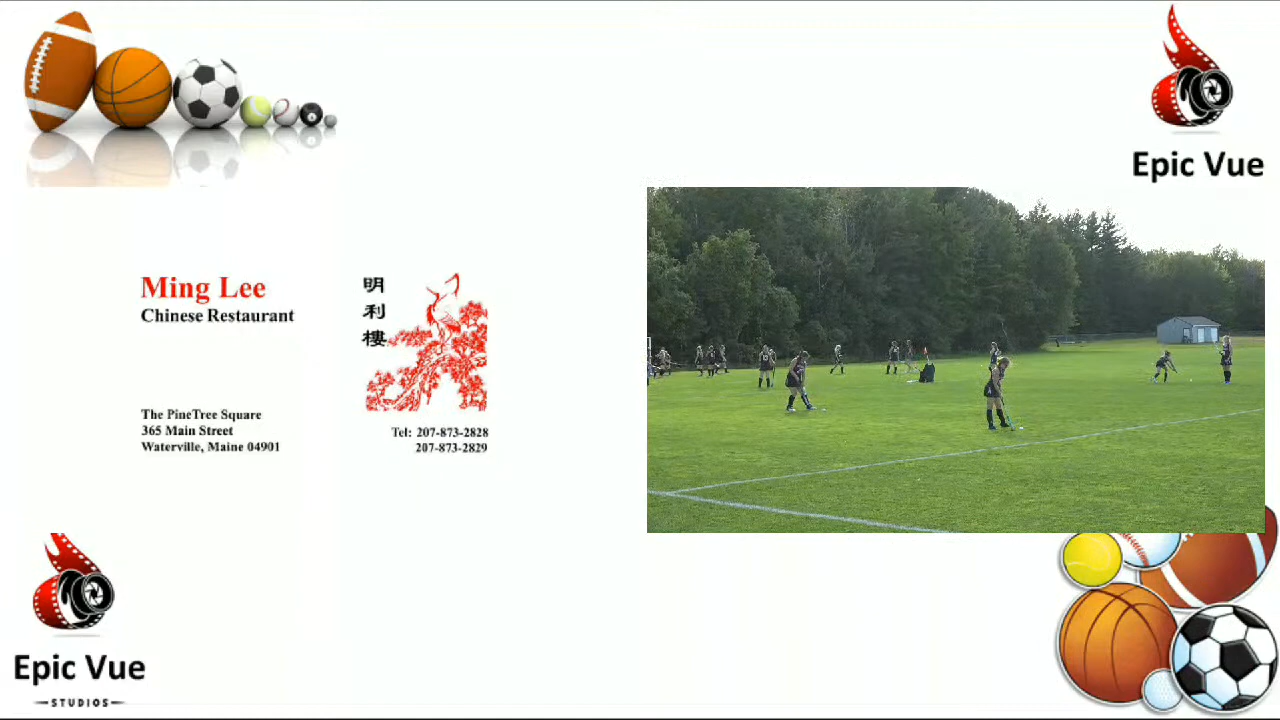 Epic Vue
Ming Lee
Chinese Restaurant
明
利
樓
The PineTree Square
365 Main Street
Waterville, Maine 04901
Tel: 207-873-2828
207-873-2829
Epic Vue
STUDIOS